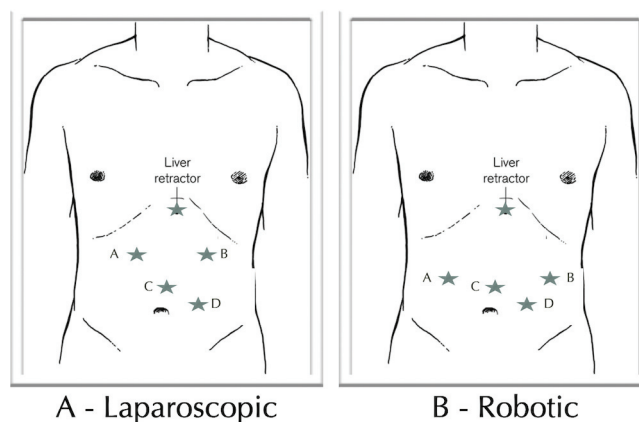 Liver
retractor
A
B
C
D
A - Laparoscopic
Liver
retractor
A
B
C
D
B - Robotic